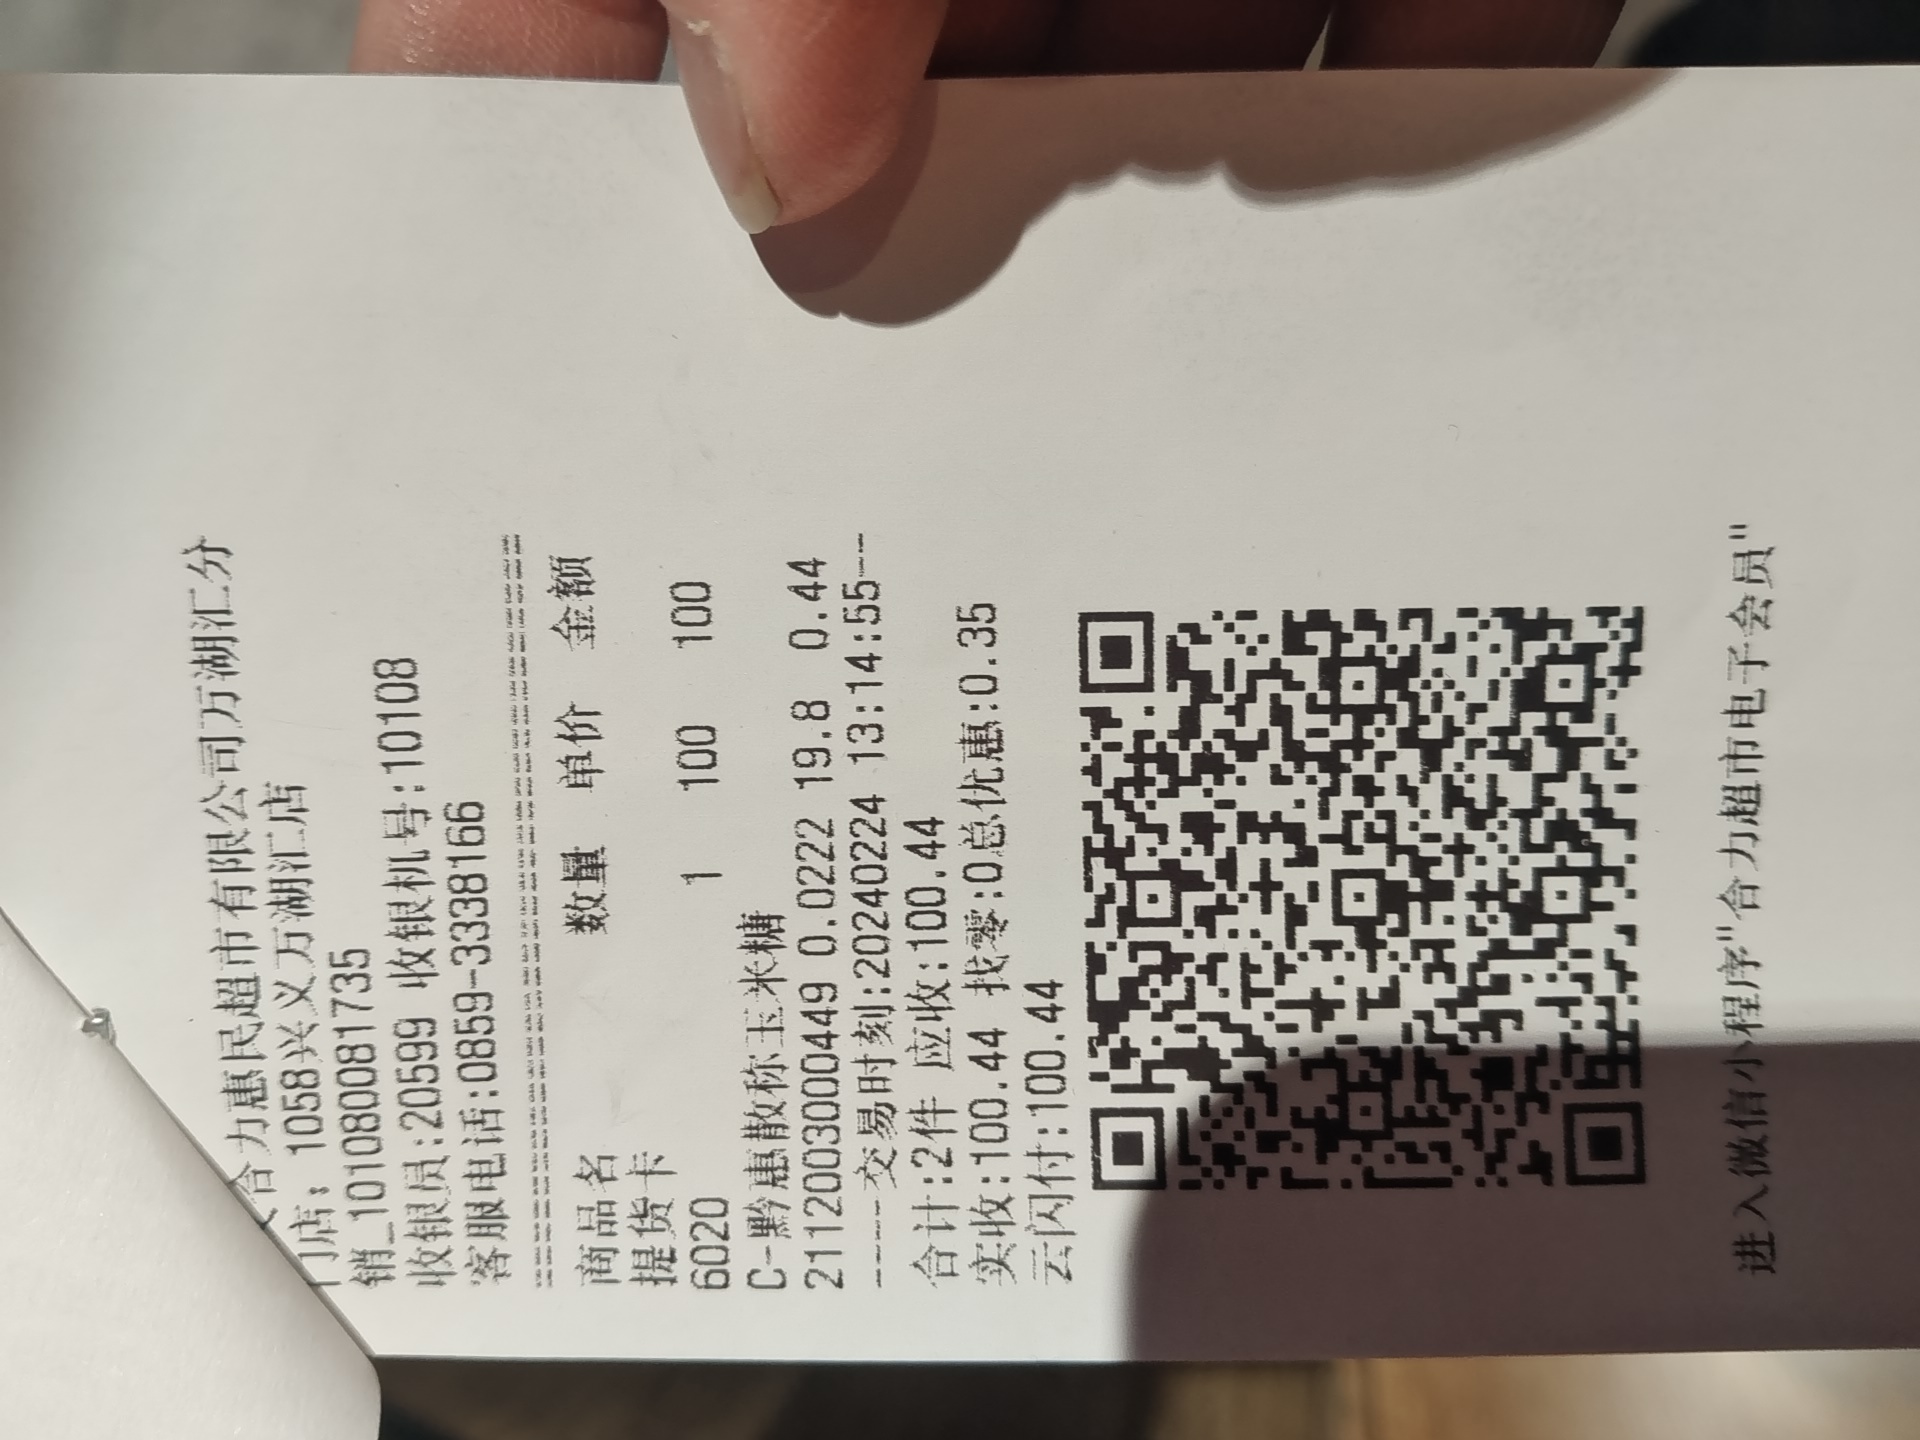 合力惠民超市有限公司万湖汇分
门店：1058兴义万湖汇店
销_101080081735
收银员:20599 收银机号:10108
客服电话:0859-3338166
商品名 数量 单价 金额
提货卡
6020 1 100 100
C-黔惠散称玉米糖
2112003000449 0.0222 19.8 0.44
-----交易时刻:20240224 13:14:55--
合计:2件 应收:100.44
实收:100.44 找零:0总优惠:0.35
云闪付:100.44
进入微信小程序"合力超市电子会员"